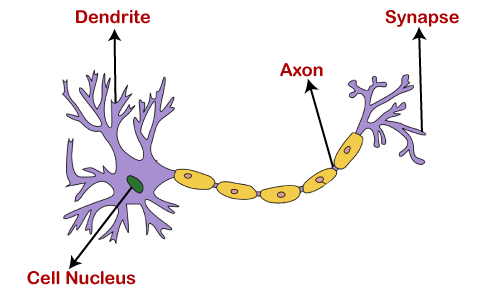 Dendrite
Synapse
Axon
Cell Nucleus